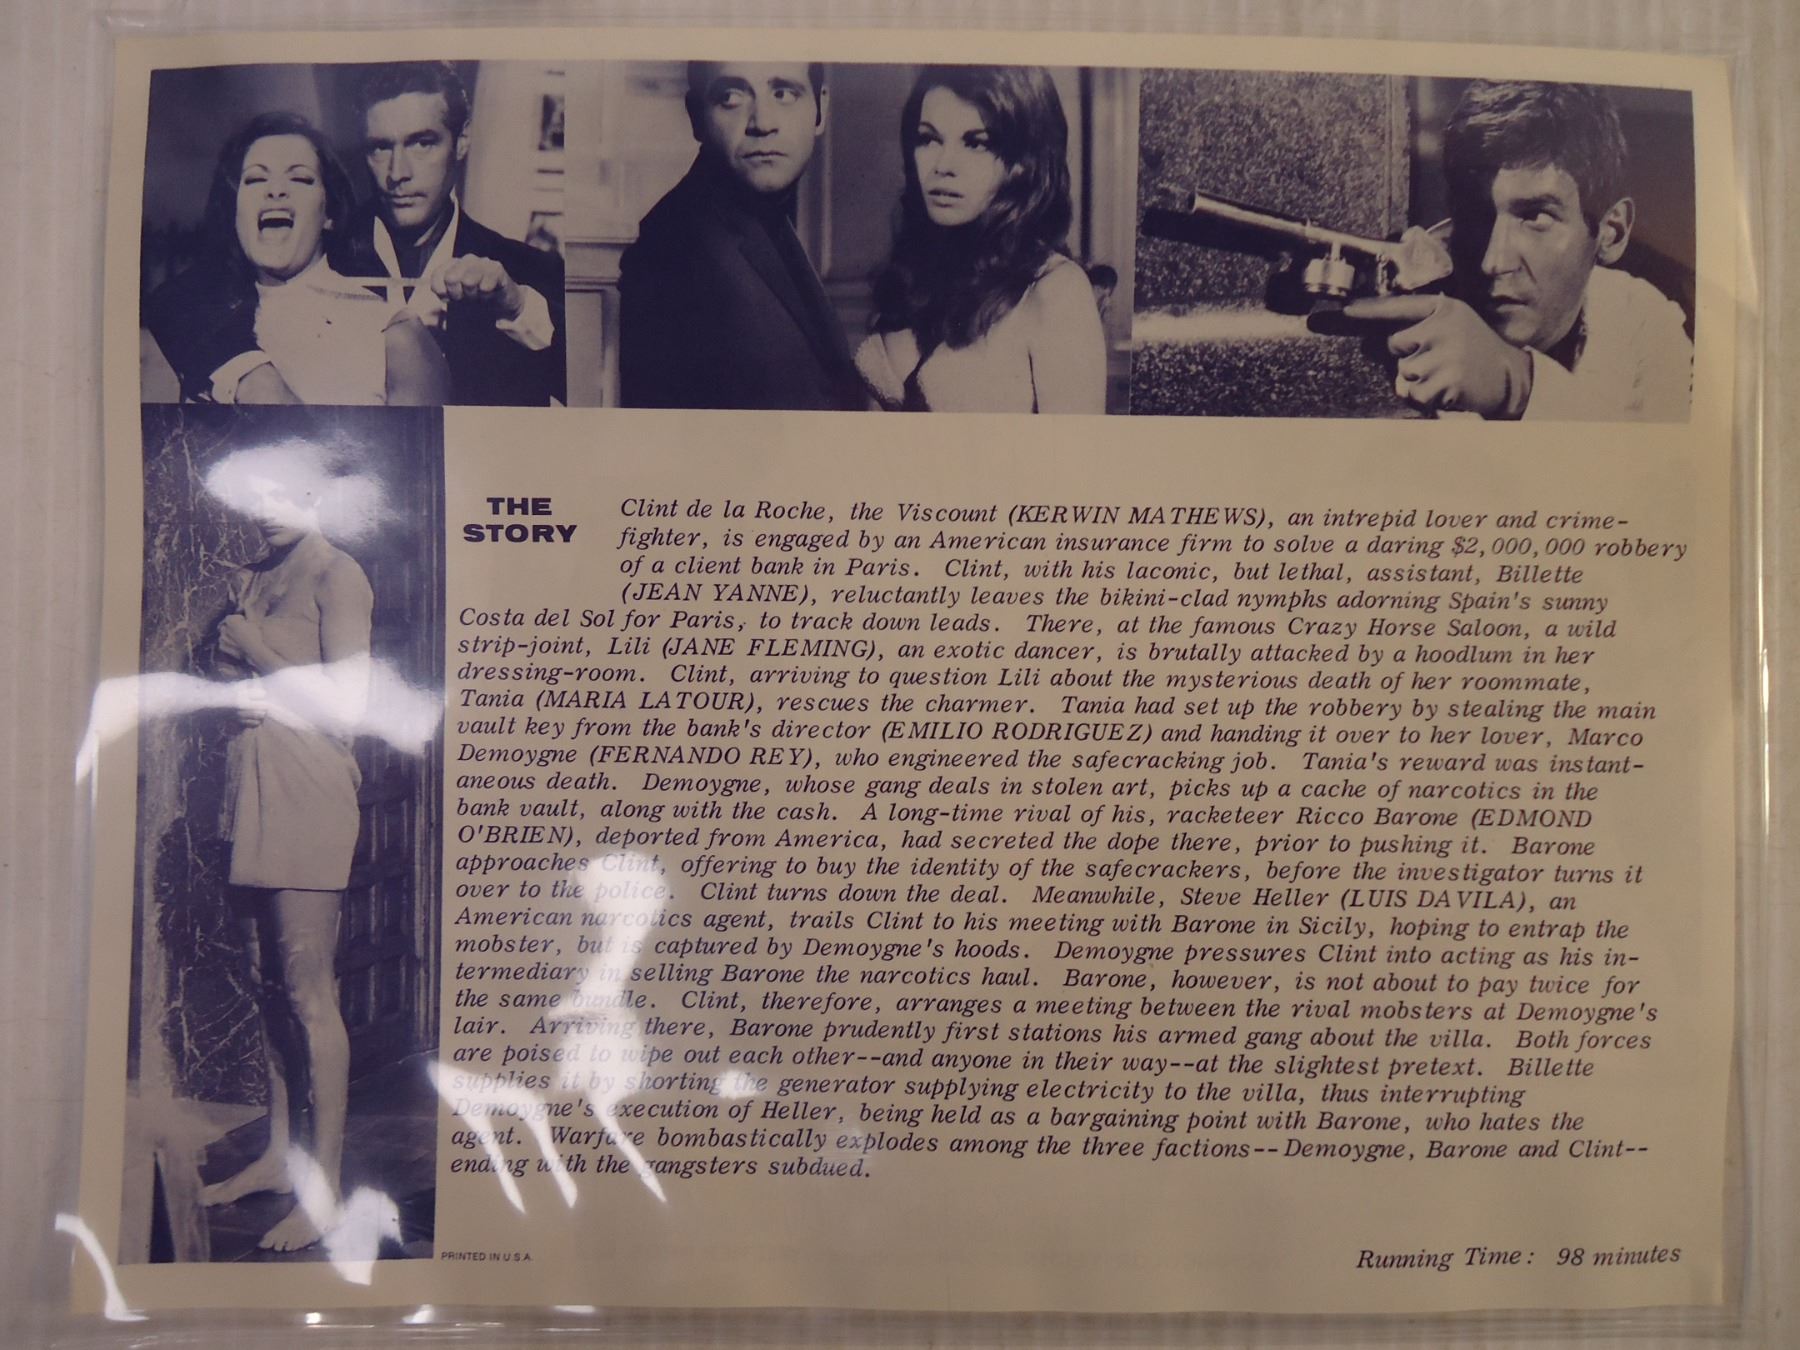 THE
STORY
Clint de la Roche, the Viscount (KERWIN MATHEWS), an intrepid lover and crime-
fighter, is engaged by an American insurance firm to solve a daring $2,000,000 robbery
of a client bank in Paris. Clint, with his laconic, but lethal, assistant, Billette
(JEAN YANNE), reluctantly leaves the bikini-clad nymphs adorning Spain's sunny
Costa del Sol for Paris, to track down leads. There, at the famous Crazy Horse Saloon, a wild
strip-joint, Lili (JANE FLEMING), an exotic dancer, is brutally attacked by a hoodlum in her
dressing-room. Clint, arriving to question Lili about the mysterious death of her roommate,
Tania (MARIA LATOUR), rescues the charmer. Tania had set up the robbery by stealing the main
vault key from the bank's director (EMILIO RODRIGUEZ) and handing it over to her lover, Marco
Demoygne (FERNANDO REY), who engineered the safecracking job. Tania's reward was instant-
aneous death. Demoygne, whose gang deals in stolen art, picks up a cache of narcotics in the
bank vault, along with the cash. A long-time rival of his, racketeer Ricco Barone (EDMOND
O'BRIEN), deported from America, had secreted the dope there, prior to pushing it. Barone
approaches Clint, offering to buy the identity of the safecrackers, before the investigator turns it
over to the police. Clint turns down the deal. Meanwhile, Steve Heller (LUIS DAVILA), an
American narcotics agent, trails Clint to his meeting with Barone in Sicily, hoping to entrap the
mobster, but is captured by Demoygne's hoods. Demoygne pressures Clint into acting as his in-
termediary in selling Barone the narcotics haul. Barone, however, is not about to pay twice for
the same bundle. Clint, therefore, arranges a meeting between the rival mobsters at Demoygne's
lair. Arriving there, Barone prudently first stations his armed gang about the villa. Both forces
are poised to wipe out each other--and anyone in their way--at the slightest pretext. Billette
supplies it by shorting the generator supplying electricity to the villa, thus interrupting
Demoygne's execution of Heller, being held as a bargaining point with Barone, who hates the
agent. Warfare bombastically explodes among the three factions--Demoygne, Barone and Clint--
ending with the gangsters subdued.
PRINTED IN U.S.A.
Running Time: 98 minutes